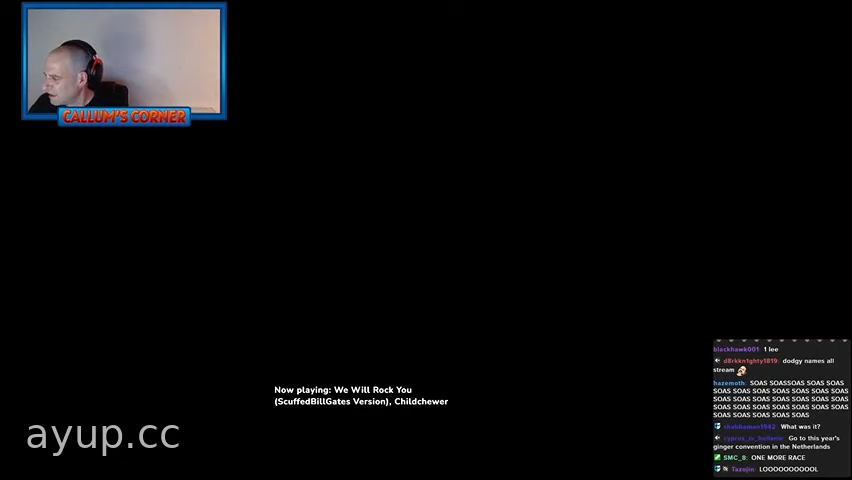 CALLUM'S CORNER
Now playing: We Will Rock You
(ScuffedBillGates Version), Childchewer
ayup.cc
blackhawk001 1 lee
d8rkkn1ghty1819: dodgy names all
stream
hazemoth: SOAS SOASSOAS SOAS SOAS
SOAS SOAS SOAS SOAS SOAS SOAS SOAS
SOAS SOAS SOAS SOAS SOAS SOAS SOAS
SOAS SOAS SOAS SOAS SOAS SOAS SOAS
SOAS SOAS SOAS SOAS SOAS
What was it?
Go to this year's
ginger convention in the Netherlands
SMC_8: ONE MORE RACE
Tazojin: LOOOOOOOOOOL